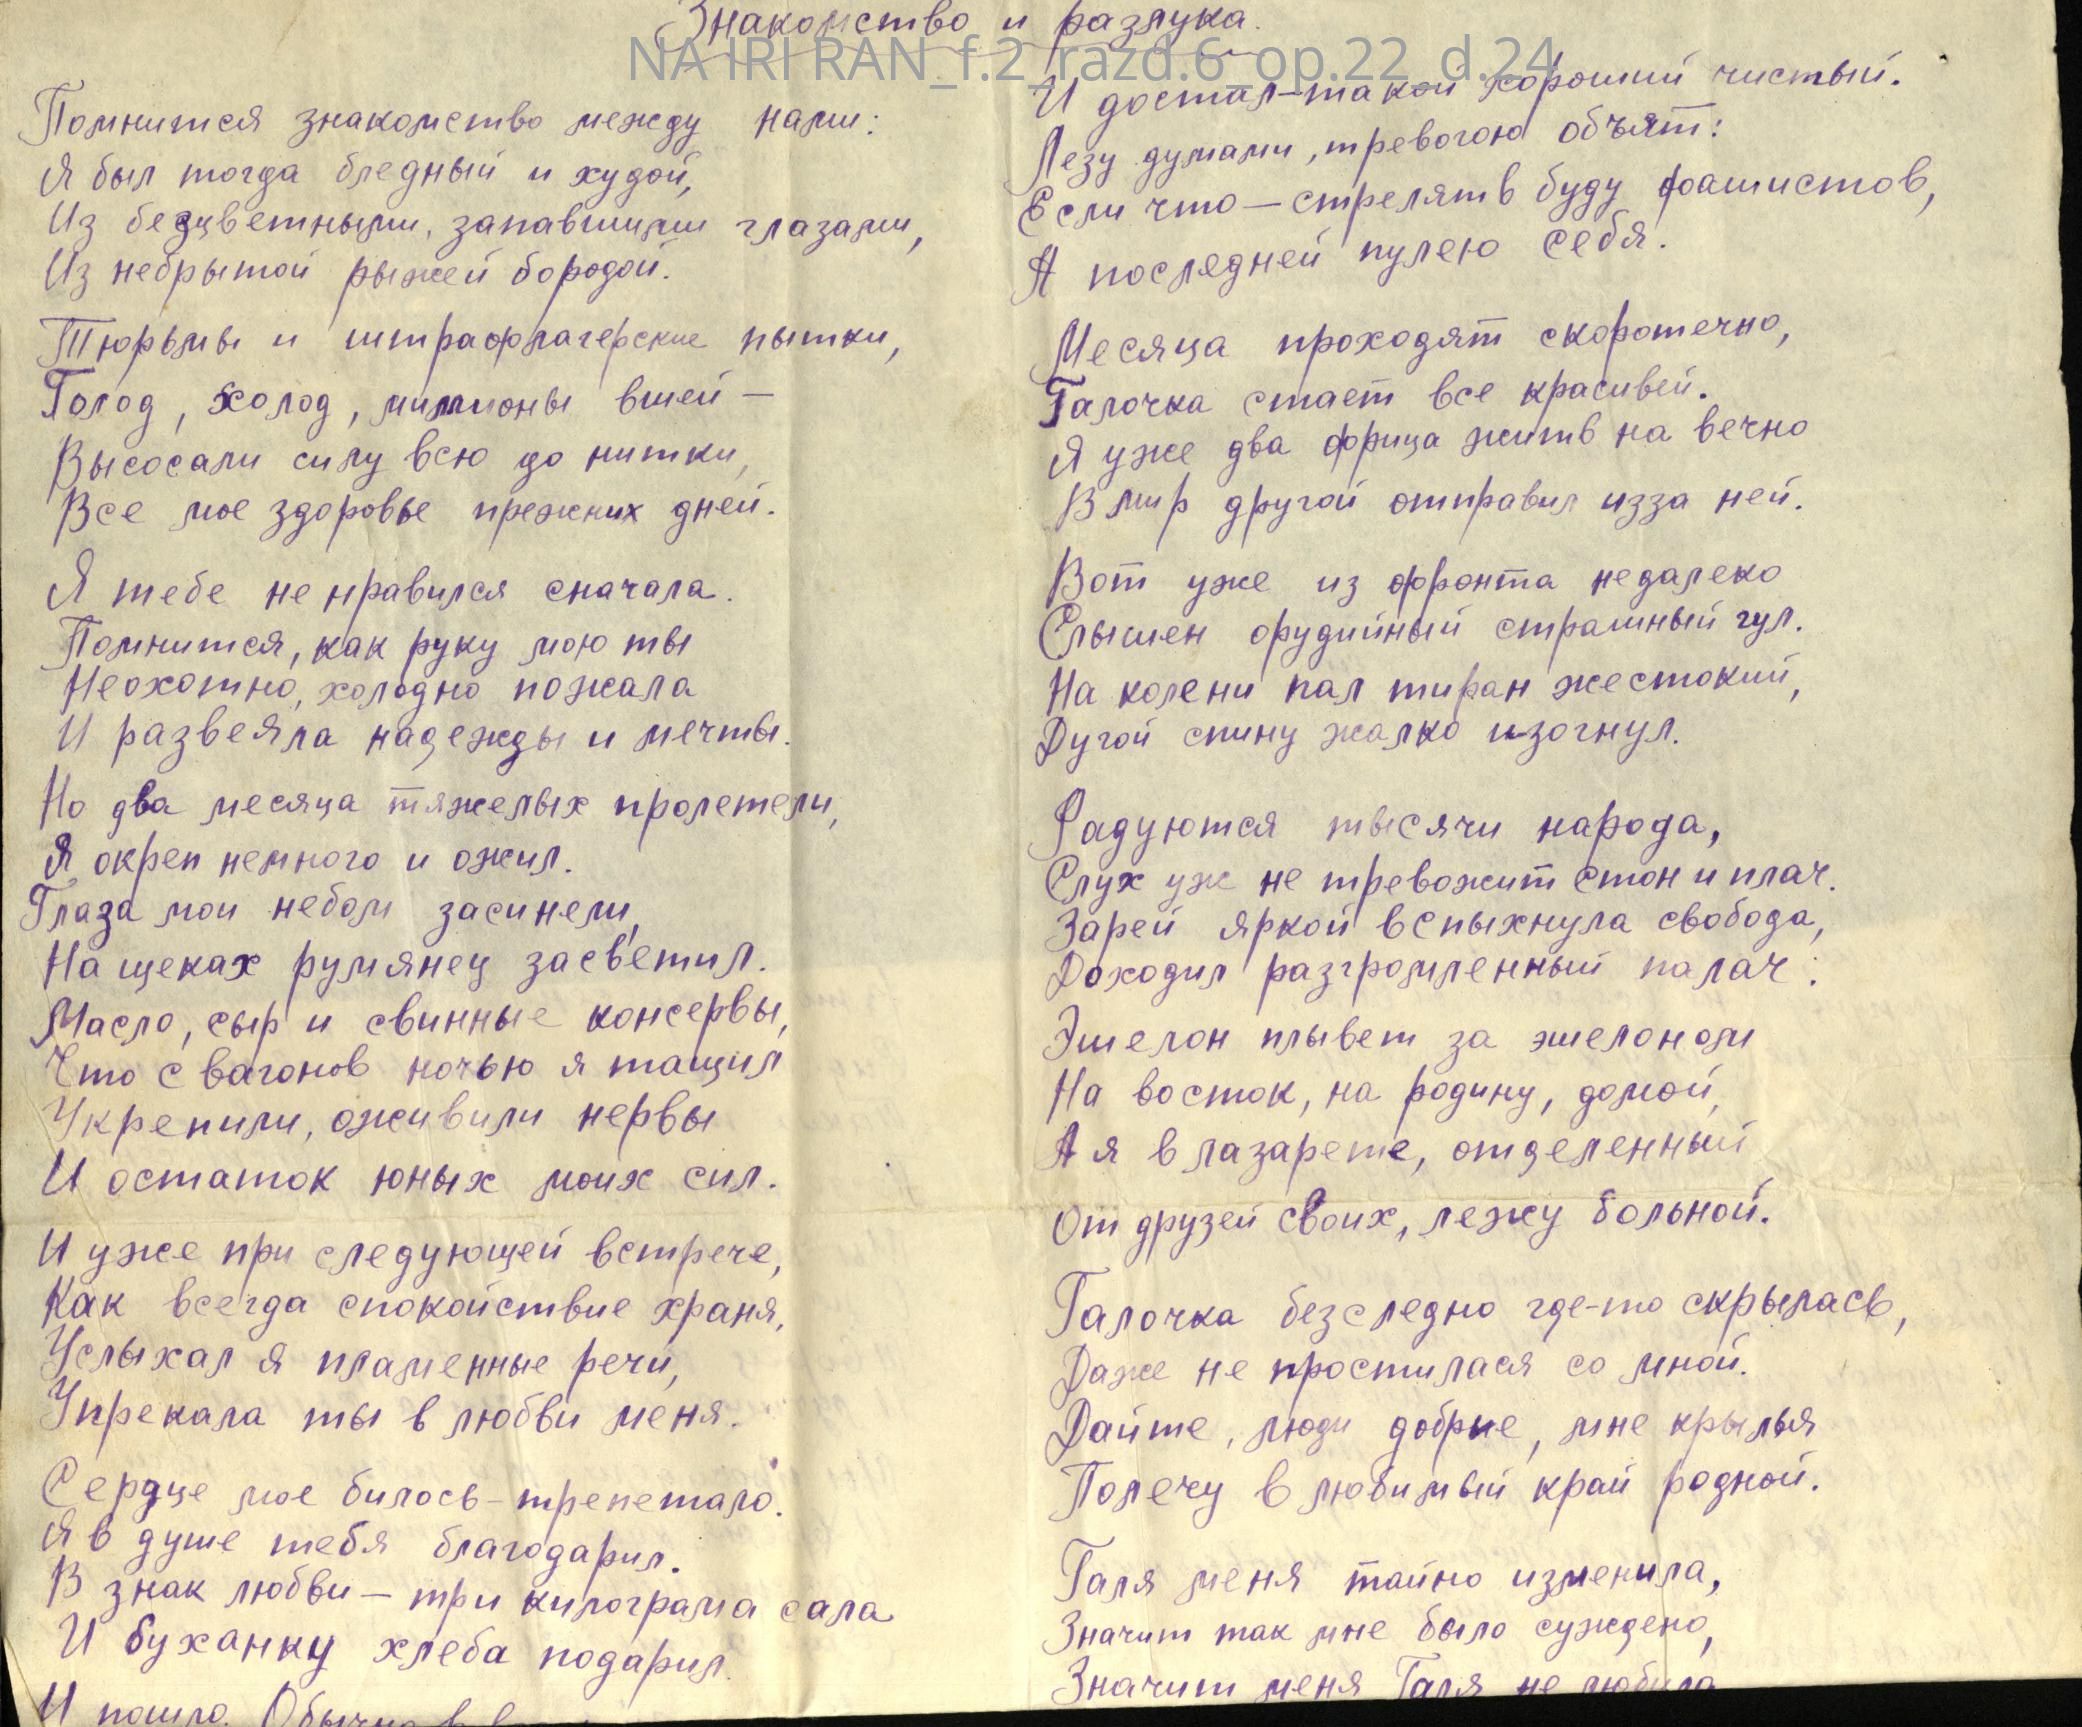 Знакомство и разлука.
NA IRI RAN_f.2_razd.6_op.22_d.24
Помнится знакомство между нами:
Я был тогда бледный и худой,
Из безцветными, запавшими глазами,
Из небрытой рыжей бородой.
Тюрьмы и штрафлагерские пытки,
Голод, холод, миллионы вшей —
Высосали силу всю до нитки,
Все мое здоровье прежних дней.
Я тебе не нравился сначала.
Помнится, как руку мою ты
Неохотно, холодно пожала
И развеяла надежды и мечты.
Но два месяца тяжелых пролетели,
Я окреп немного и ожил.
Глаза мои небом засинели,
На щеках румянец засветил.
Масло, сыр и свинные консервы,
Что с вагонов ночью я тащил
Укрепили, оживили нервы
И остаток юных моих сил.
И уже при следующей встрече,
Как всегда спокойствие храня,
Услыхал я пламенные речи,
Упрекала ты в любви меня.
Сердце мое билось – трепетало.
Я в душе тебя благодарил.
В знак любви – три килограма сала
И буханку хлеба подарил.
И пошло. Обычно в
И достал–такой хороший чистый.
Лезу думами, тревогою объят:
Если что – стрелять буду фашистов,
А последней пулею себя.
Месяца проходят скоротечно,
Галочка стает все красивей.
Я уже два фрица жить на вечно
В мир другой отправил изза ней.
Вот уже из фронта недалеко
Слышен орудийный страшный гул.
На колени пал тиран жестокий,
Дугой спину жалко изогнул.
Радуются тысячи народа,
Слух уж не тревожит стон и плач.
Зарей яркой вспыхнула свобода,
Доходил разгромленный палач:
Эшелон плывет за эшелоном
На восток, на родину, домой,
А я в лазарете, отделенный
От друзей своих, лежу больной.
Галочка безследно где-то скрылась,
Даже не простилася со мной.
Дайте, люди добрые, мне крылья
Полечу в любимый край родной.
Галя меня тайно изменила,
Значит так мне было суждено,
Значит меня Галя не любила